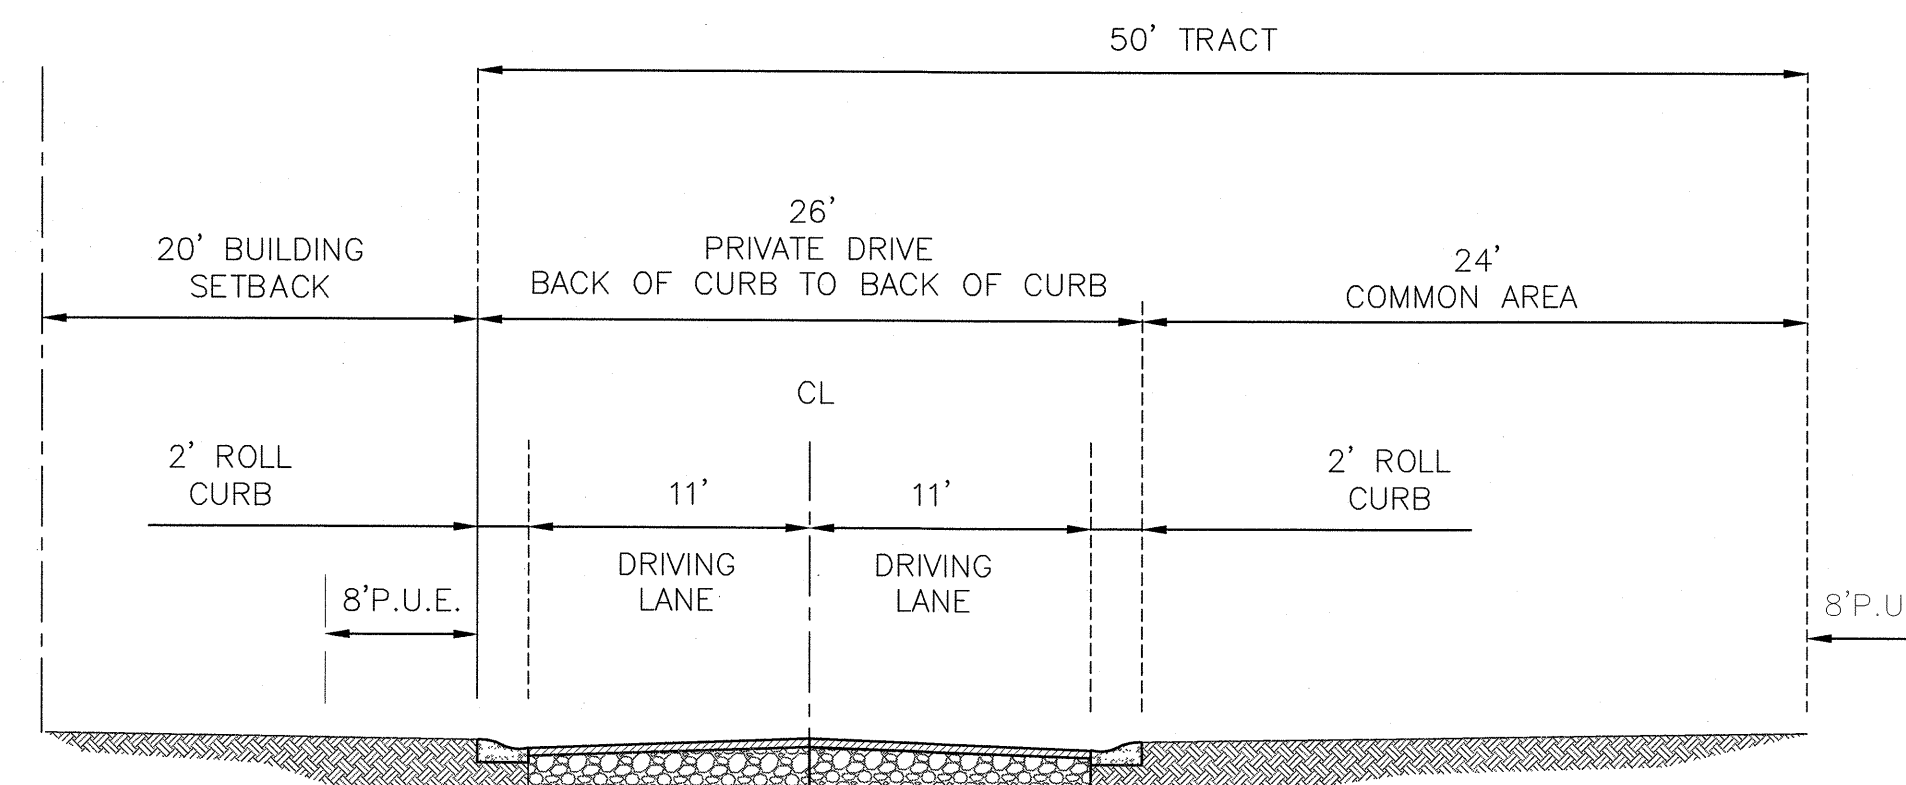 50' TRACT
26'
PRIVATE DRIVE
BACK OF CURB TO BACK OF CURB
20' BUILDING
SETBACK
24'
COMMON AREA
CL
2' ROLL
CURB
11'
11'
2' ROLL
CURB
DRIVING
LANE
DRIVING
LANE
8'P.U.E.
8'P.U